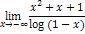 lim x→−∞ x² + x + 1 / log (1 − x)